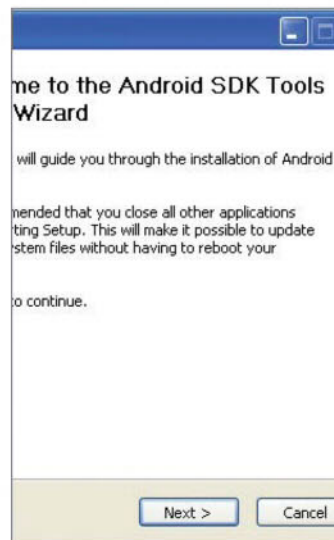 me to the Android SDK Tools
Wizard
will guide you through the installation of Android
mended that you close all other applications
ting Setup. This will make it possible to update
stem files without having to reboot your
to continue.
Next >
Cancel